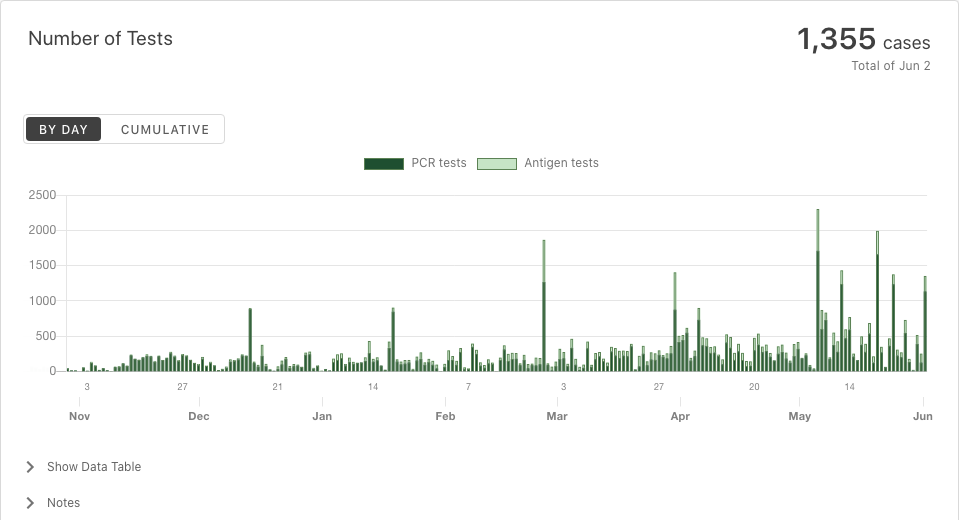 Number of Tests
1,355 cases
Total of Jun 2
BY DAY
CUMULATIVE
PCR tests
Antigen tests
2500
2000
1500
1000
500
0
3 27 21 14 7 3 27 20 14
Nov Dec Jan Feb Mar Apr May Jun
Show Data Table
Notes